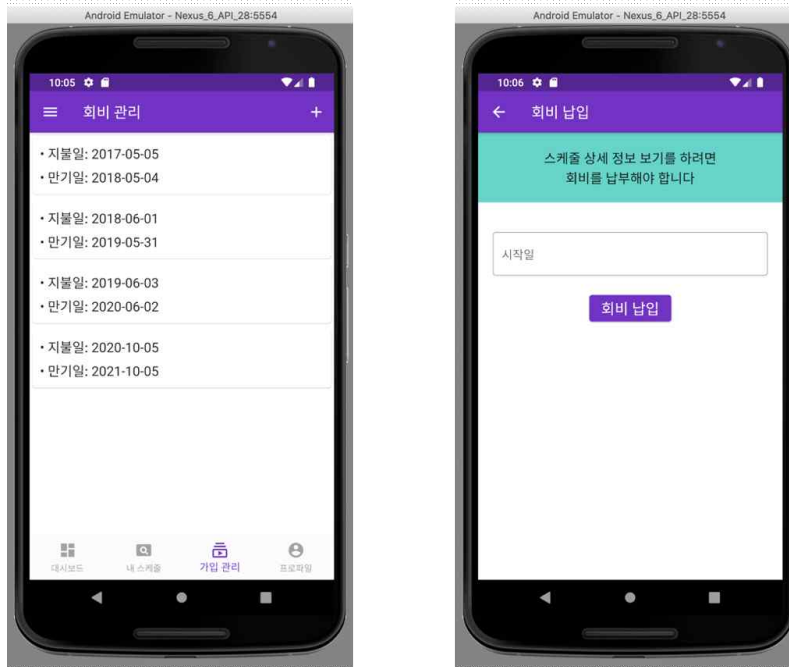 Android Emulator - Nexus_6_API_28:5554
10:05
회비 관리
+
• 지불일: 2017-05-05
• 만기일: 2018-05-04
• 지불일: 2018-06-01
• 만기일: 2019-05-31
• 지불일: 2019-06-03
• 만기일: 2020-06-02
• 지불일: 2020-10-05
• 만기일: 2021-10-05
대시보드
내 스케줄
가입 관리
프로파일
Android Emulator - Nexus_6_API_28:5554
10:06
회비 납입
스케줄 상세 정보 보기를 하려면
회비를 납부해야 합니다
시작일
회비 납입